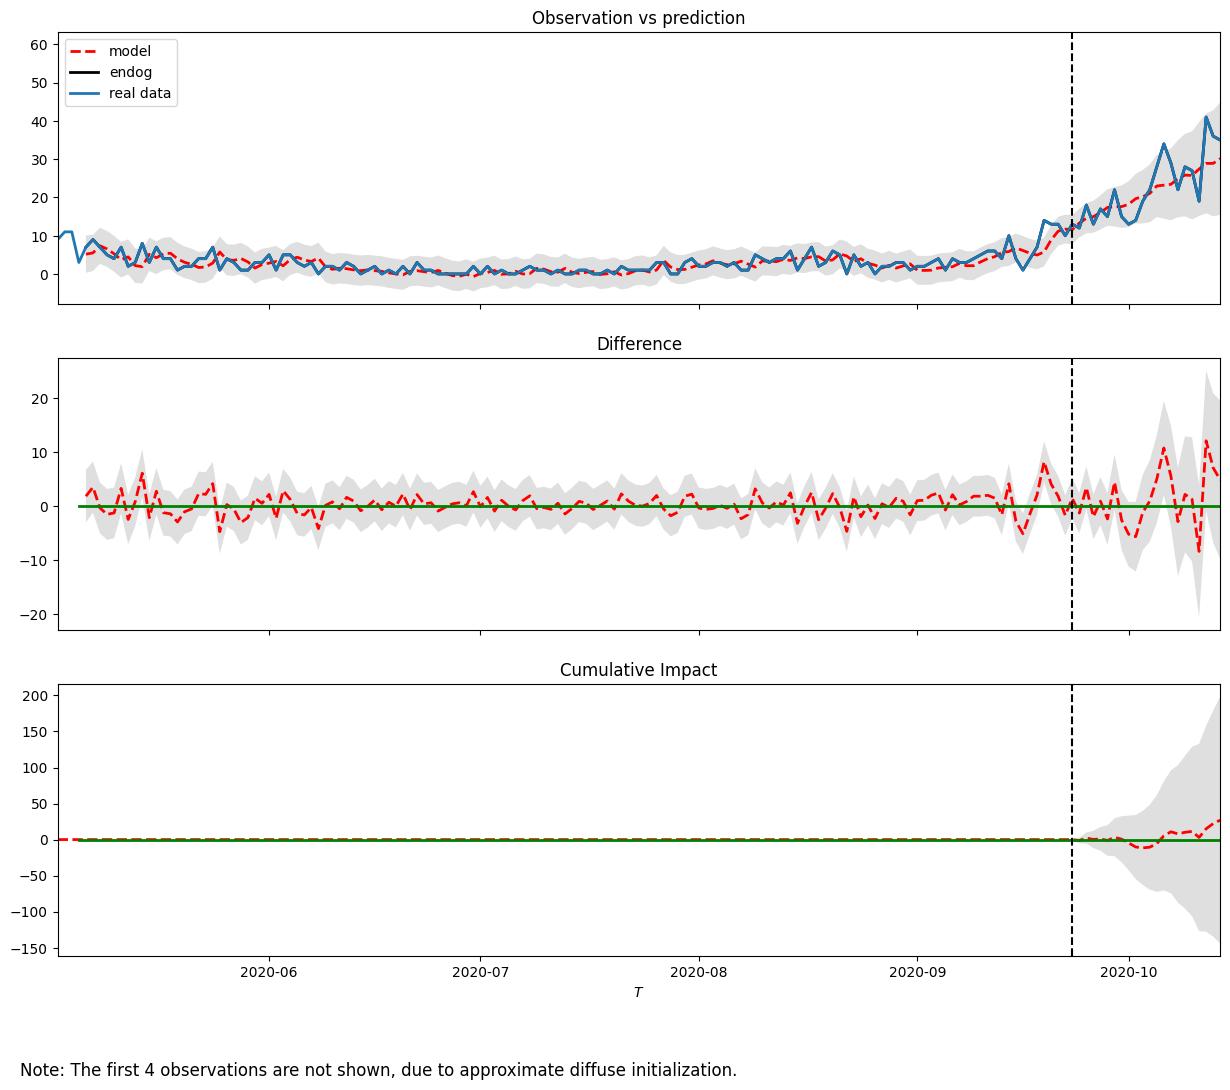 Observation vs prediction
60
50
40
30
20
10
0
model
endog
real data
Difference
20
10
0
−10
−20
Cumulative Impact
200
150
100
50
0
−50
−100
−150
2020-06 2020-07 2020-08 2020-09 2020-10
T
Note: The first 4 observations are not shown, due to approximate diffuse initialization.